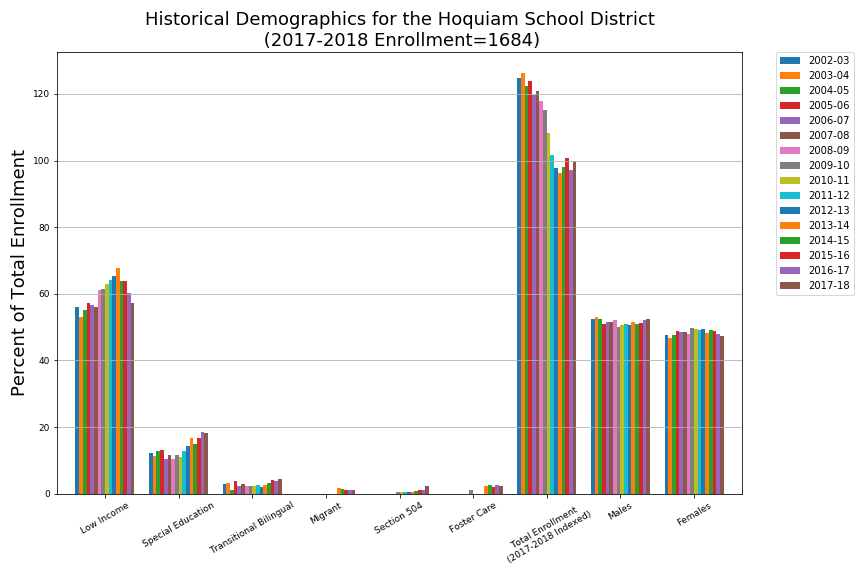 Historical Demographics for the Hoquiam School District
(2017-2018 Enrollment=1684)
Percent of Total Enrollment
120
100
80
60
40
20
0
Low Income
Special Education
Transitional Bilingual
Migrant
Section 504
Foster Care
Total Enrollment
(2017-2018 Indexed)
Males
Females
2002-03
2003-04
2004-05
2005-06
2006-07
2007-08
2008-09
2009-10
2010-11
2011-12
2012-13
2013-14
2014-15
2015-16
2016-17
2017-18